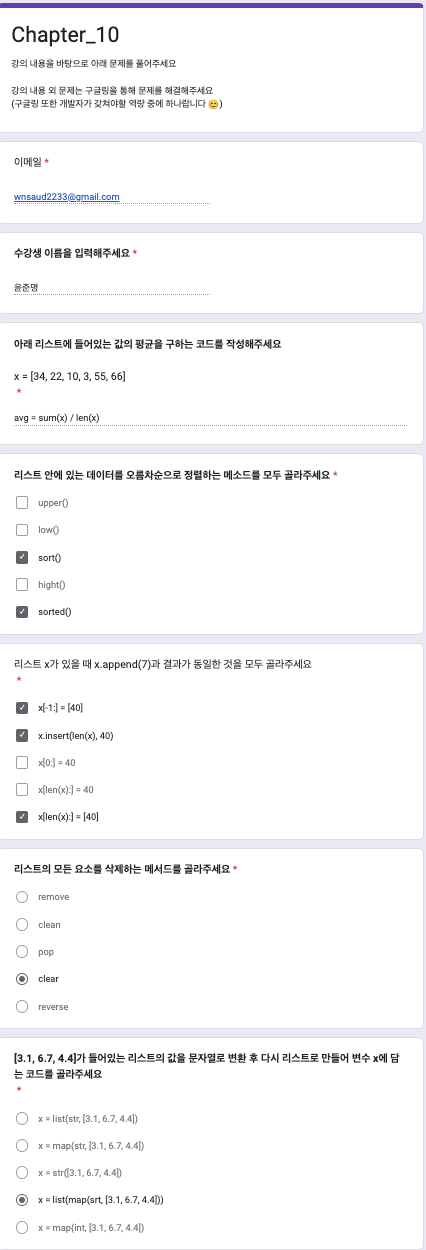 Chapter_10
강의 내용을 바탕으로 아래 문제를 풀어주세요
강의 내용 외 문제는 구글링을 통해 문제를 해결해주세요
(구글링 또한 개발자가 갖쳐야할 역량 중에 하나랍니다 😊)
이메일 *
wnsaud2233@gmail.com
수강생 이름을 입력해주세요 *
윤준명
아래 리스트에 들어있는 값의 평균을 구하는 코드를 작성해주세요
x = [34, 22, 10, 3, 55, 66]
*
avg = sum(x) / len(x)
리스트 안에 있는 데이터를 오름차순으로 정렬하는 메소드를 모두 골라주세요 *
upper()
low()
sort()
hight()
sorted()
리스트 x가 있을 때 x.append(7)과 결과가 동일한 것을 모두 골라주세요
*
x[-1:] = [40]
x.insert(len(x), 40)
x[0:] = 40
x[len(x):] = 40
x[len(x):] = [40]
리스트의 모든 요소를 삭제하는 메서드를 골라주세요 *
remove
clean
pop
clear
reverse
[3.1, 6.7, 4.4]가 들어있는 리스트의 값을 문자열로 변환 후 다시 리스트로 만들어 변수 x에 담
는 코드를 골라주세요
*
x = list(str, [3.1, 6.7, 4.4])
x = map(str, [3.1, 6.7, 4.4])
x = str([3.1, 6.7, 4.4])
x = list(map(srt, [3.1, 6.7, 4.4]))
x = map(int, [3.1, 6.7, 4.4])